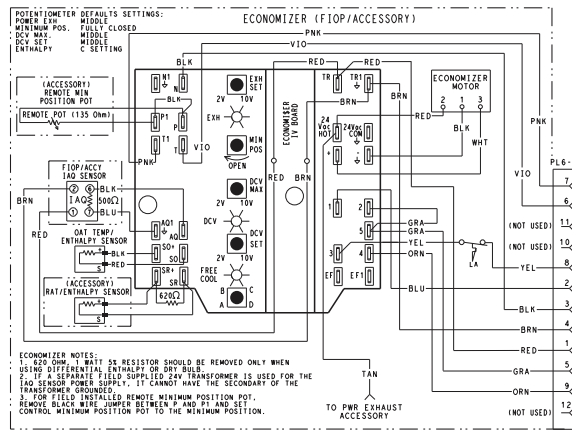 POTENTIOMETER DEFAULTS SETTINGS:
POWER EXH MIDDLE
MINIMUM POS. FULLY CLOSED
DCV MAX. MIDDLE
DCV SET MIDDLE
ENTHALPY C SETTING
ECONOMIZER (FIOP/ACCESSORY)
PNK
VIO
BLK
RED
RED
TR
TR1
N1
N
EXH
SET
2V 10V
BRN
ECONOMIZER
MOTOR
2 1 3
(ACCESSORY)
REMOTE MIN
POSITION POT
REMOTE POT (135 Ohm)
BLK
P1
P
EXH
ECONOMISER
IV BOARD
24
Vac
HOT
24Vac
COM
RED
BLK
WHT
BRN
PNK
T1
T
VIO
PNK
MIN
POS
OPEN
+
-
PL6-
FIOP/ACCY
IAQ SENSOR
2 6
IAQ
500Ω
1 7
BLK
BLU
BRN
RED
DCV
MAX
2V 10V
RED
BRN
VIO
7
6
AQ1
AQ
DCV
1
2
5
GRA
GRA
(NOT USED)
11
OAT TEMP/
ENTHALPY SENSOR
+
S
BLK
RED
SO+
SO
DCV
SET
2V 10V
3
4
YEL
ORN
LA
(NOT USED)
10
YEL
8
(ACCESSORY)
RAT/ENTHALPY SENSOR
+
S
SR+
SR
620Ω
FREE
COOL
B C
A D
EF
EF1
BLU
2
BLK
3
BRN
4
RED
1
GRA
5
ORN
9
(NOT USED)
12
TAN
TO PWR EXHAUST
ACCESSORY
ECONOMIZER NOTES:
1. 620 OHM, 1 WATT 5% RESISTOR SHOULD BE REMOVED ONLY WHEN
USING DIFFERENTIAL ENTHALPY OR DRY BULB.
2. IF A SEPARATE FIELD SUPPLIED 24V TRANSFORMER IS USED FOR THE
IAQ SENSOR POWER SUPPLY, IT CANNOT HAVE THE SECONDARY OF THE
TRANSFORMER GROUNDED.
3. FOR FIELD INSTALLED REMOTE MINIMUM POSITION POT,
REMOVE BLACK WIRE JUMPER BETWEEN P AND P1 AND SET
CONTROL MINIMUM POSITION POT TO THE MINIMUM POSITION.